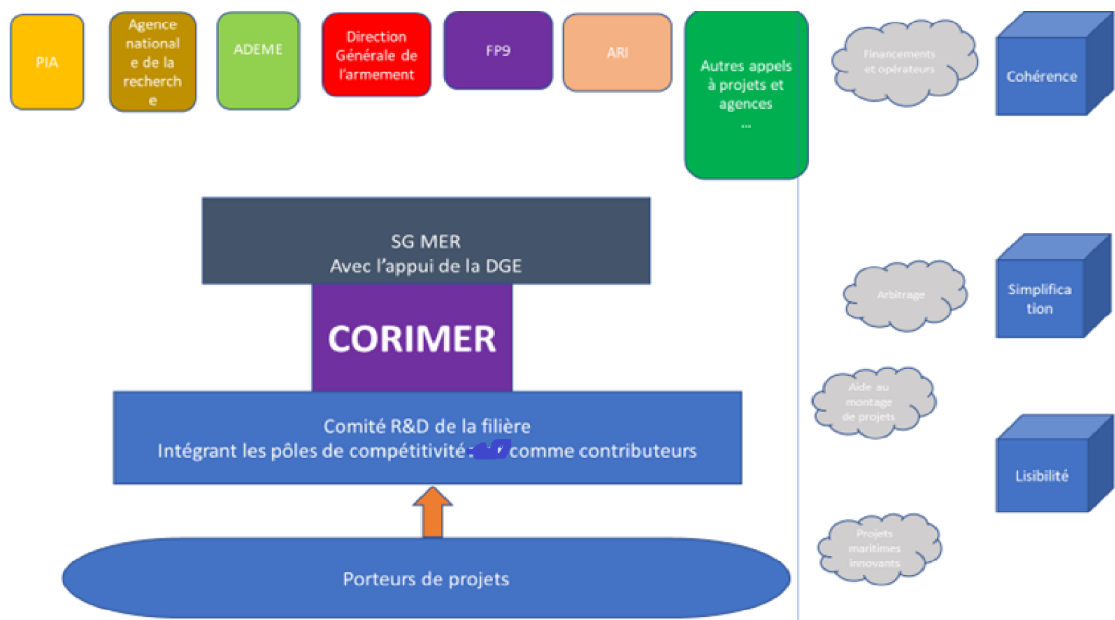 PIA
Agence
national
e de la
recherch
e
ADEME
Direction
Générale de
l'armement
FP9
ARI
Autres appels
à projets et
agences
...
Financements
et opérateurs
Cohérence
SG MER
Avec l'appui de la DGE
Arbitrage
Simplifica
tion
CORIMER
Aide au
montage
de projets
Comité R&D de la filière
Intégrant les pôles de compétitivité comme contributeurs
Lisibilité
Projets
maritimes
innovants
Porteurs de projets